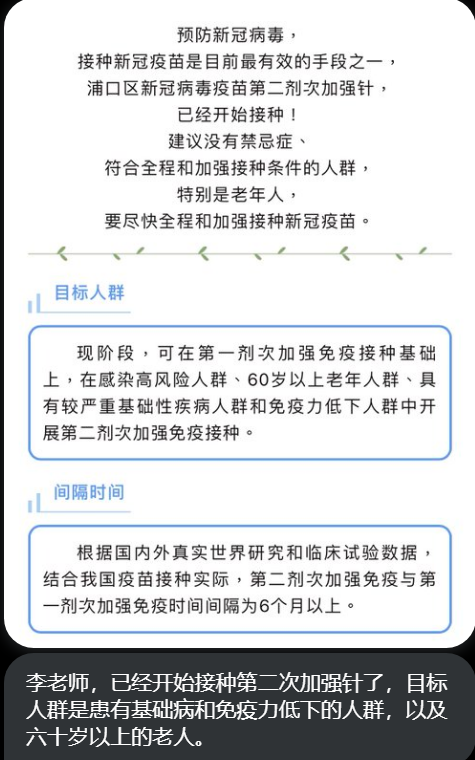 预防新冠病毒，
接种新冠疫苗是目前最有效的手段之一，
浦口区新冠病毒疫苗第二剂次加强针，
已经开始接种！
建议没有禁忌症、
符合全程和加强接种条件的人群，
特别是老年人，
要尽快全程和加强接种新冠疫苗。
目标人群
现阶段，可在第一剂次加强免疫接种基础
上，在感染高风险人群、60岁以上老年人群、具
有较严重基础性疾病人群和免疫力低下人群中开
展第二剂次加强免疫接种。
间隔时间
根据国内外真实世界研究和临床试验数据，
结合我国疫苗接种实际，第二剂次加强免疫与第
一剂次加强免疫时间间隔为6个月以上。
李老师，已经开始接种第二次加强针了，目标
人群是患有基础病和免疫力低下的人群，以及
六十岁以上的老人。